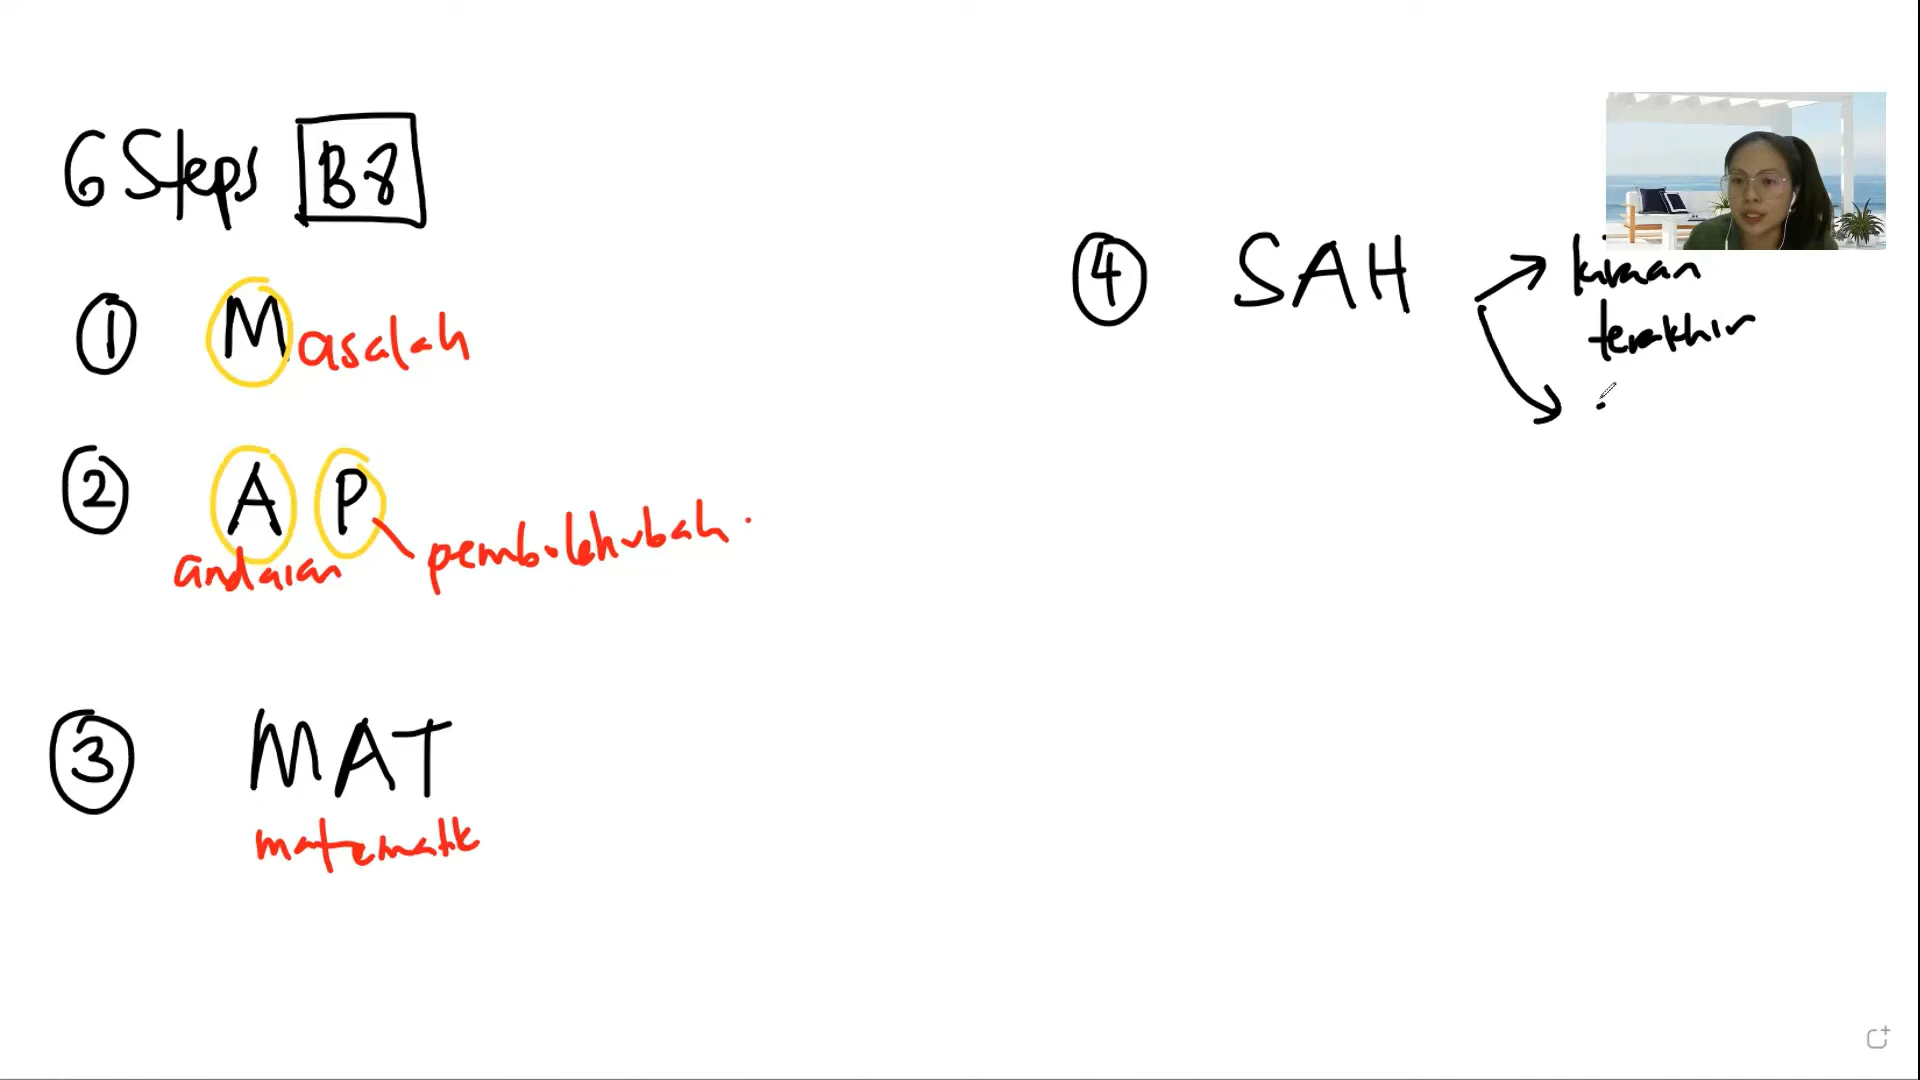 6 Steps B8
① Masalah
② A P
andaian pembolehubah.
③ MAT
matematik
④ SAH
kiraan
terakhir